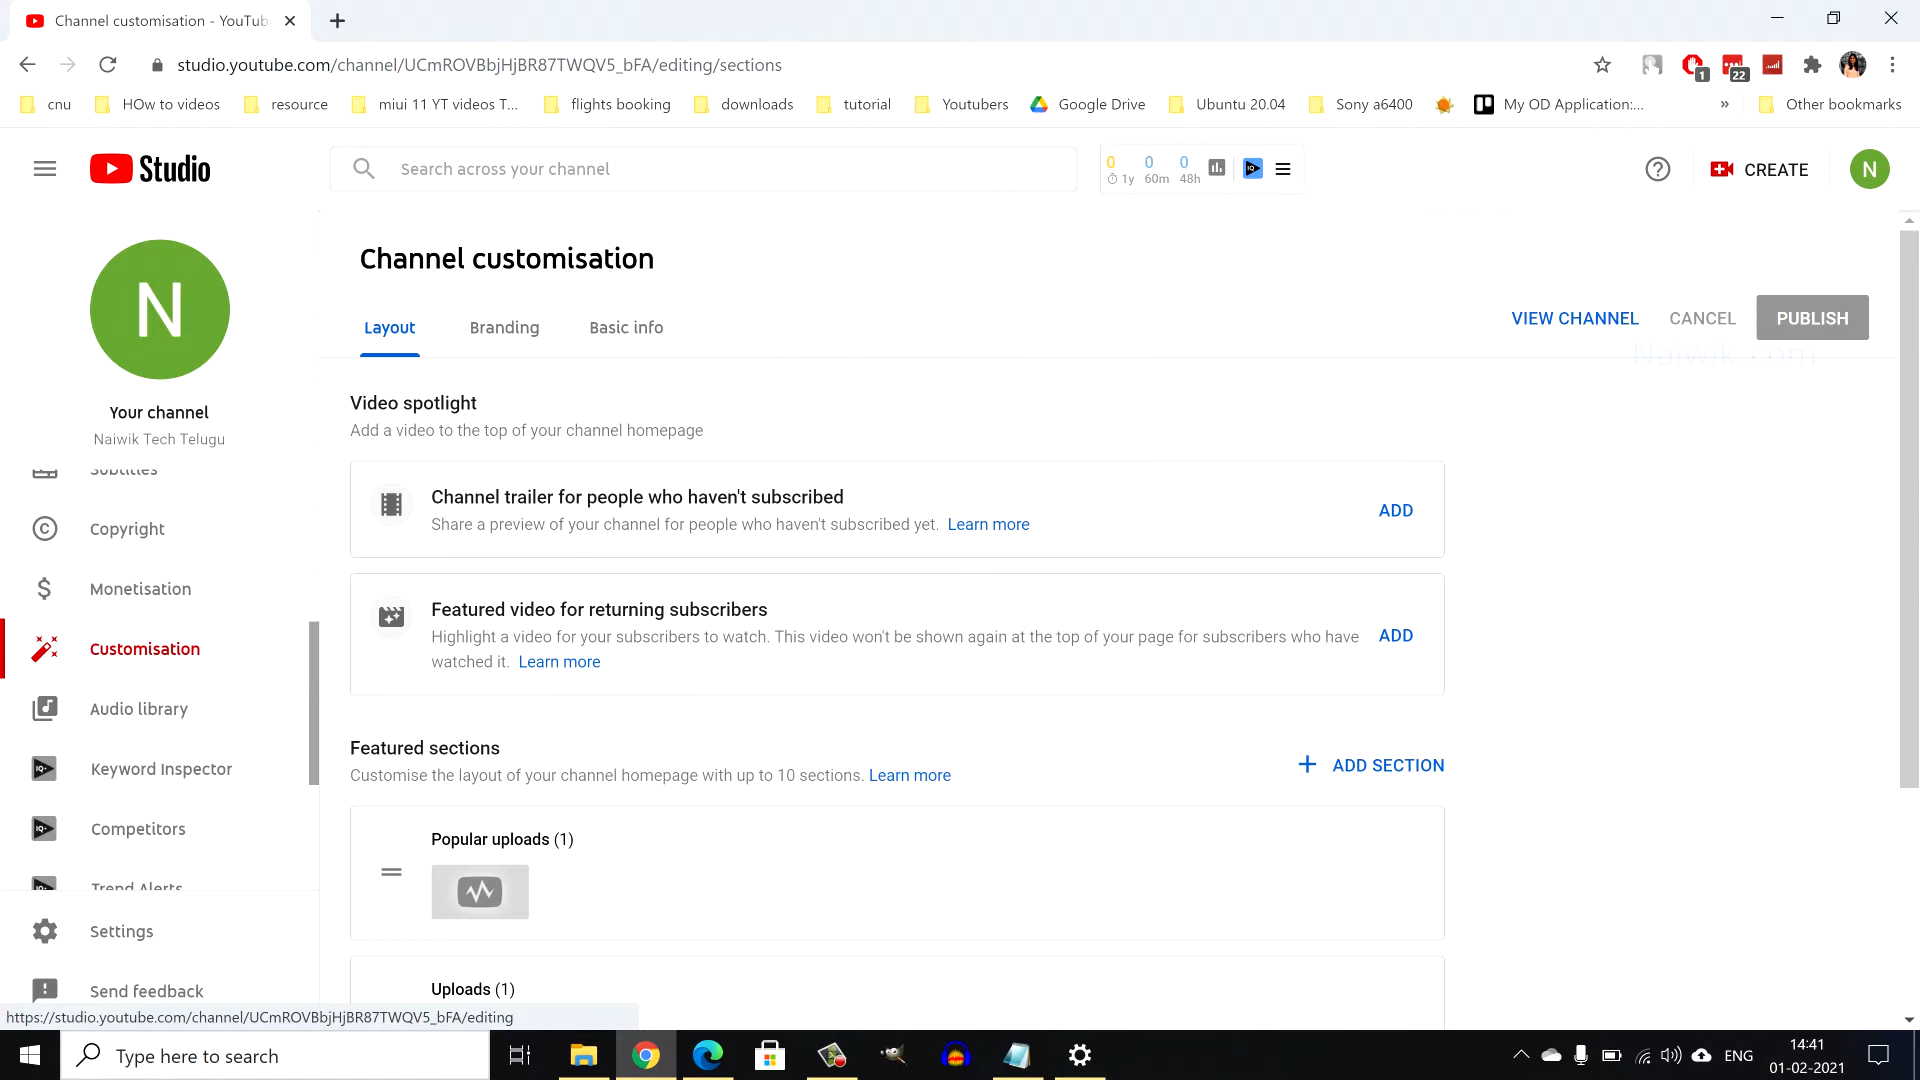 Channel customisation - YouTub
studio.youtube.com/channel/UCmROVBbjHjBR87TWQV5_bFA/editing/sections
1
22
cnu
HOw to videos
resource
miui 11 YT videos T...
flights booking
downloads
tutorial
Youtubers
Google Drive
Ubuntu 20.04
Sony a6400
My OD Application:...
»
Other bookmarks
Studio
Search across your channel
0 0 0
1y 60m 48h
CREATE
N
N
Your channel
Naiwik Tech Telugu
Subtitles
Copyright
Monetisation
Customisation
Audio library
Keyword Inspector
Competitors
Trend Alerts
Settings
Send feedback
Channel customisation
Layout
Branding
Basic info
VIEW CHANNEL
CANCEL
PUBLISH
Naiwik.com
Video spotlight
Add a video to the top of your channel homepage
Channel trailer for people who haven't subscribed
Share a preview of your channel for people who haven't subscribed yet. Learn more
ADD
Featured video for returning subscribers
Highlight a video for your subscribers to watch. This video won't be shown again at the top of your page for subscribers who have
watched it. Learn more
ADD
Featured sections
Customise the layout of your channel homepage with up to 10 sections. Learn more
ADD SECTION
Popular uploads (1)
Uploads (1)
https://studio.youtube.com/channel/UCmROVBbjHjBR87TWQV5_bFA/editing
Type here to search
ENG
14:41
01-02-2021